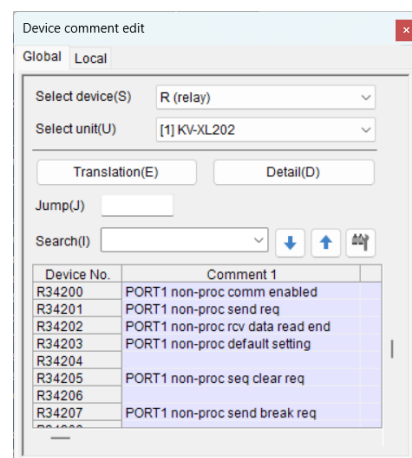 Device comment edit
Global Local
Select device(S) R (relay)
Select unit(U) [1] KV-XL202
Translation(E) Detail(D)
Jump(J)
Search(I)
Device No. Comment 1
R34200 PORT1 non-proc comm enabled
R34201 PORT1 non-proc send req
R34202 PORT1 non-proc rcv data read end
R34203 PORT1 non-proc default setting
R34204
R34205 PORT1 non-proc seq clear req
R34206
R34207 PORT1 non-proc send break req